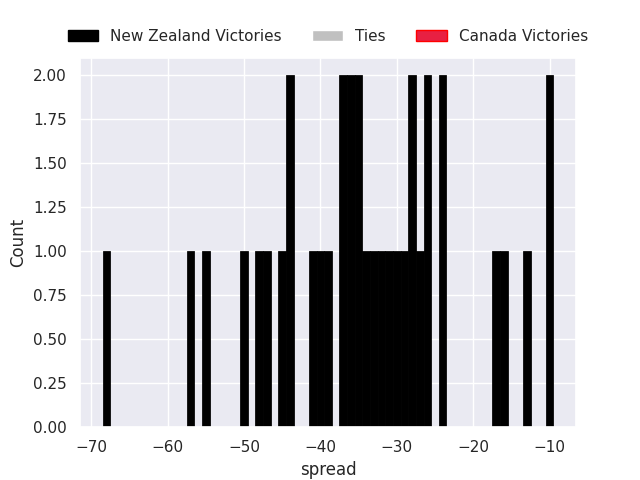 New Zealand Victories
Ties
Canada Victories
2.00
1.75
1.50
1.25
1.00
0.75
0.50
0.25
0.00
Count
−70 −60 −50 −40 −30 −20 −10
spread